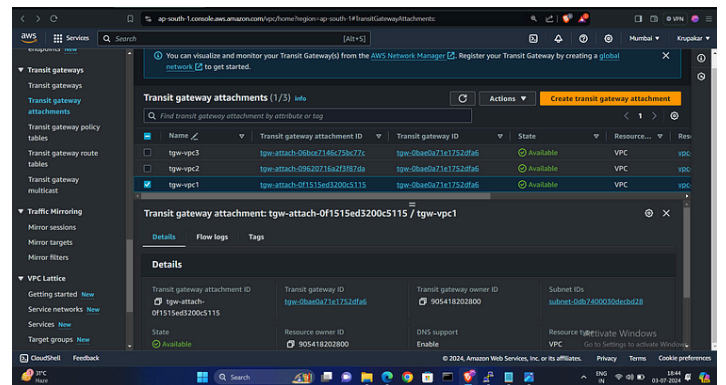 ap-south-1.console.aws.amazon.com/vpc/home?region=ap-south-1#TransitGatewayAttachments:
VPN
aws
Services
Search
[Alt+S]
Mumbai
Krupakar
endpoints New
Transit gateways
Transit gateways
Transit gateway
attachments
Transit gateway policy
tables
Transit gateway route
tables
Transit gateway
multicast
Traffic Mirroring
Mirror sessions
Mirror targets
Mirror filters
VPC Lattice
Getting started New
Service networks New
Services New
Target groups New
You can visualize and monitor your Transit Gateway(s) from the AWS Network Manager. Register your Transit Gateway by creating a global
network to get started.
Transit gateway attachments (1/3) Info
Actions
Create transit gateway attachment
Find transit gateway attachment by attribute or tag
1
Name Transit gateway attachment ID Transit gateway ID State Resource... Res
tgw-vpc3 tgw-attach-06bce7146c75bc77c tgw-0bae0a71e1752dfa6 Available VPC vpc-
tgw-vpc2 tgw-attach-09620716a2f3f87da tgw-0bae0a71e1752dfa6 Available VPC vpc-
tgw-vpc1 tgw-attach-0f1515ed3200c5115 tgw-0bae0a71e1752dfa6 Available VPC vpc-
Transit gateway attachment: tgw-attach-0f1515ed3200c5115 / tgw-vpc1
Details Flow logs Tags
Details
Transit gateway attachment ID Transit gateway ID Transit gateway owner ID Subnet IDs
tgw-attach- tgw-0bae0a71e1752dfa6 905418202800 subnet-0db7400030decbd28
0f1515ed3200c5115
State Resource owner ID DNS support Resource type
Available 905418202800 Enable VPC
Activate Windows
Go to Settings to activate Windows.
CloudShell Feedback © 2024, Amazon Web Services, Inc. or its affiliates. Privacy Terms Cookie preferences
31°C
Haze
Search
ENG
IN
18:44
03-07-2024